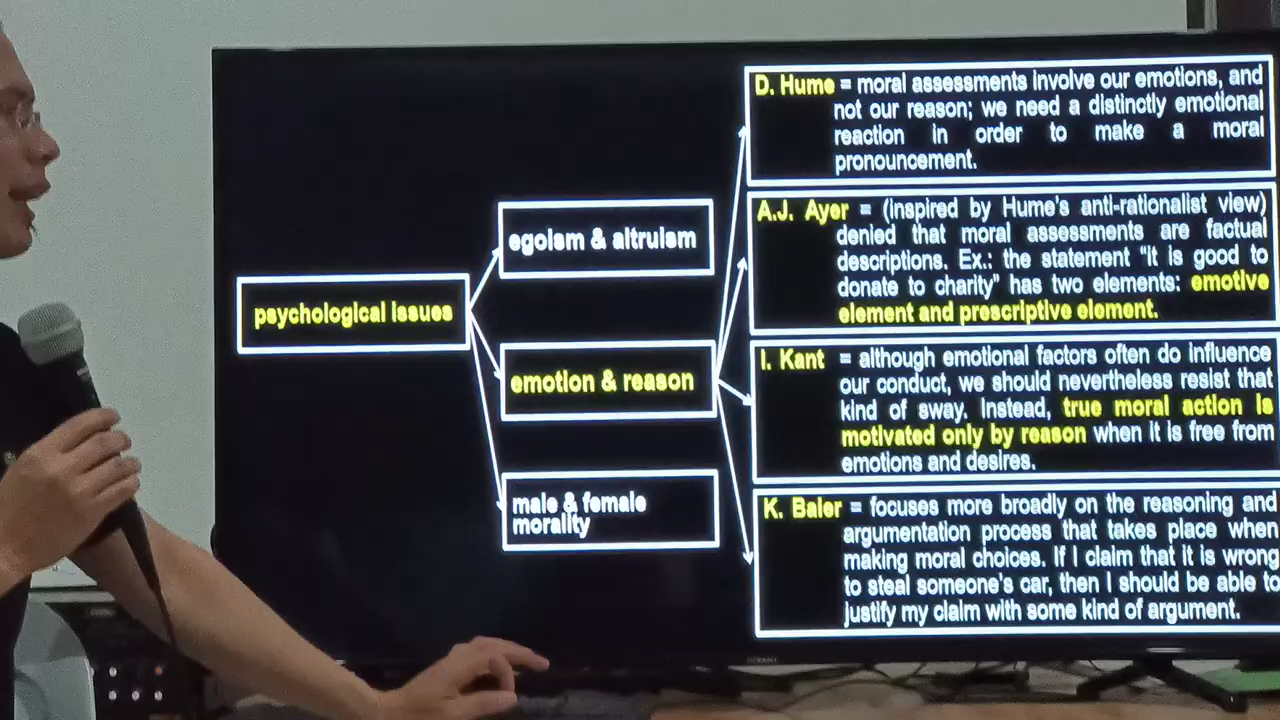 psychological issues
egoism & altruism
emotion & reason
male & female
morality
D. Hume = moral assessments involve our emotions, and
not our reason; we need a distinctly emotional
reaction in order to make a moral
pronouncement.
A.J. Ayer = (inspired by Hume's anti-rationalist view)
denied that moral assessments are factual
descriptions. Ex.: the statement "it is good to
donate to charity" has two elements: emotive
element and prescriptive element.
I. Kant = although emotional factors often do influence
our conduct, we should nevertheless resist that
kind of sway. Instead, true moral action is
motivated only by reason when it is free from
emotions and desires.
K. Baier = focuses more broadly on the reasoning and
argumentation process that takes place when
making moral choices. If I claim that it is wrong
to steal someone's car, then I should be able to
justify my claim with some kind of argument.